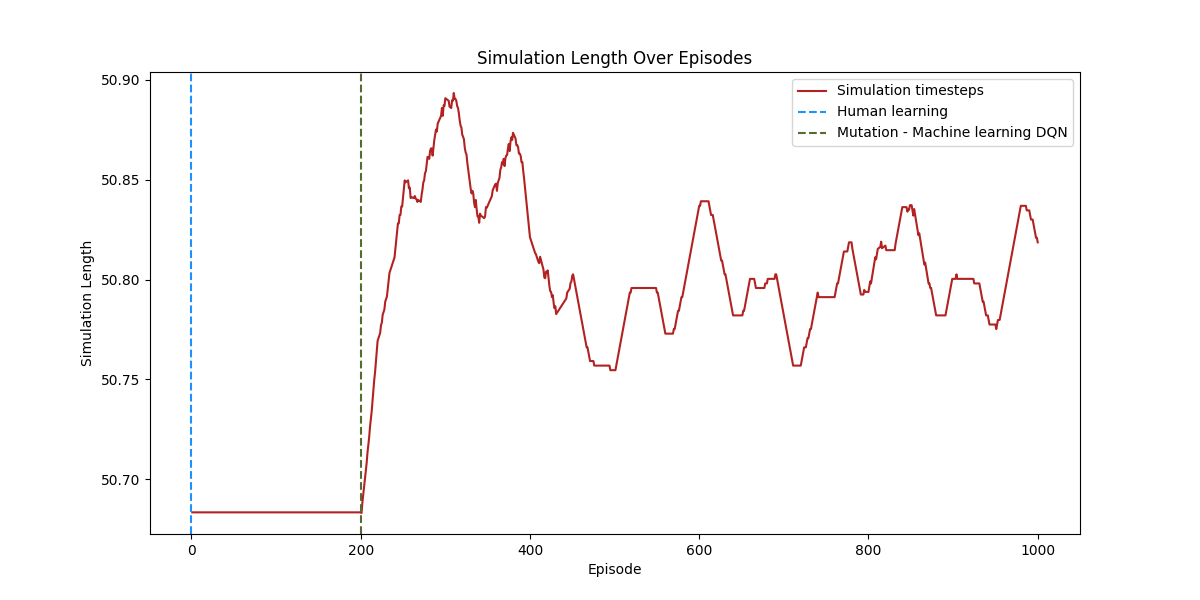 Simulation Length Over Episodes
Simulation timesteps
Human learning
Mutation - Machine learning DQN
Simulation Length
50.90
50.85
50.80
50.75
50.70
0 200 400 600 800 1000
Episode